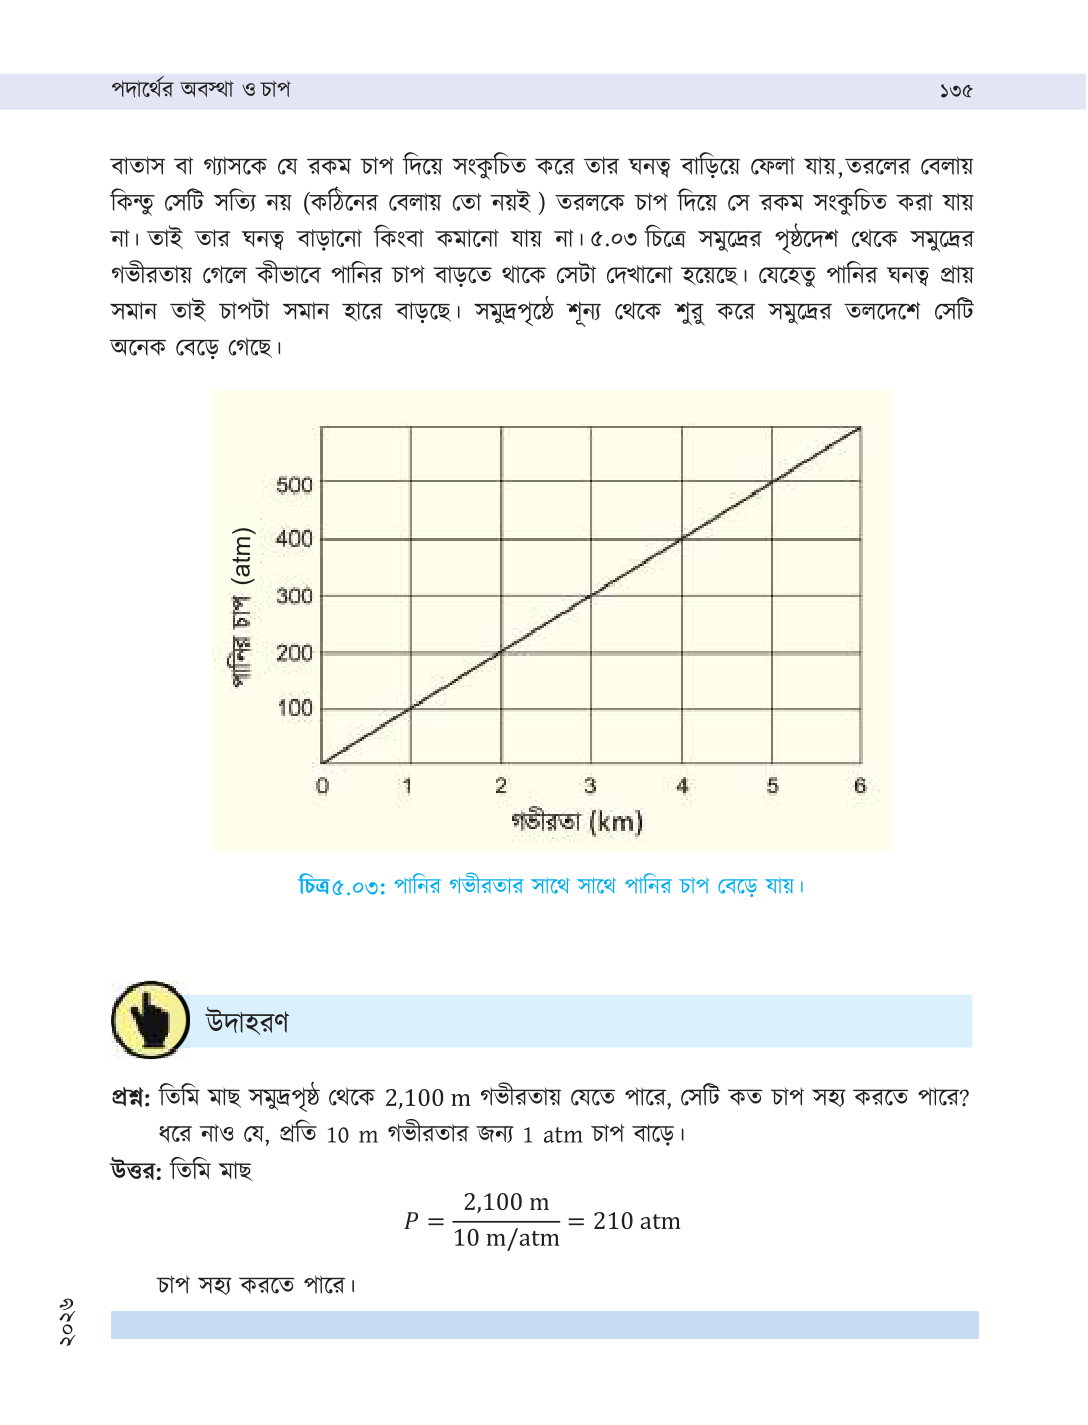 পদার্থের অবস্থা ও চাপ ১৩৫
বাতাস বা গ্যাসকে যে রকম চাপ দিয়ে সংকুচিত করে তার ঘনত্ব বাড়িয়ে ফেলা যায়,তরলের বেলায়
কিন্তু সেটি সত্যি নয় (কঠিনের বেলায় তো নয়ই ) তরলকে চাপ দিয়ে সে রকম সংকুচিত করা যায়
না। তাই তার ঘনত্ব বাড়ানো কিংবা কমানো যায় না। ৫.০৩ চিত্রে সমুদ্রের পৃষ্ঠদেশ থেকে সমুদ্রের
গভীরতায় গেলে কীভাবে পানির চাপ বাড়তে থাকে সেটা দেখানো হয়েছে। যেহেতু পানির ঘনত্ব প্রায়
সমান তাই চাপটা সমান হারে বাড়ছে। সমুদ্রপৃষ্ঠে শূন্য থেকে শুরু করে সমুদ্রের তলদেশে সেটি
অনেক বেড়ে গেছে।
পানির চাপ (atm)
500
400
300
200
100
0 1 2 3 4 5 6
গভীরতা (km)
চিত্র৫.০৩: পানির গভীরতার সাথে সাথে পানির চাপ বেড়ে যায়।
উদাহরণ
প্রশ্ন: তিমি মাছ সমুদ্রপৃষ্ঠ থেকে 2,100 m গভীরতায় যেতে পারে, সেটি কত চাপ সহ্য করতে পারে?
ধরে নাও যে, প্রতি 10 m গভীরতার জন্য 1 atm চাপ বাড়ে।
উত্তর: তিমি মাছ
P = 2,100 m / 10 m/atm = 210 atm
চাপ সহ্য করতে পারে।
২০২৬